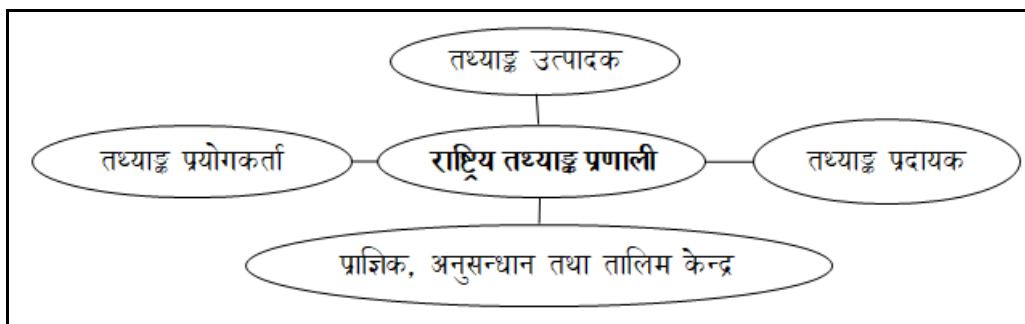 तथ्याङ्क उत्पादक
तथ्याङ्क प्रयोगकर्ता
राष्ट्रिय तथ्याङ्क प्रणाली
तथ्याङ्क प्रदायक
प्राज्ञिक, अनुसन्धान तथा तालिम केन्द्र